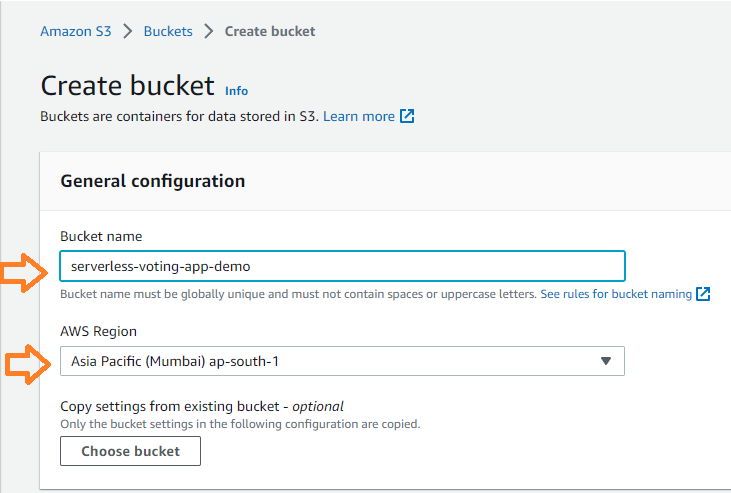 Amazon S3 > Buckets > Create bucket
Create bucket Info
Buckets are containers for data stored in S3. Learn more
General configuration
Bucket name
serverless-voting-app-demo
Bucket name must be globally unique and must not contain spaces or uppercase letters. See rules for bucket naming
AWS Region
Asia Pacific (Mumbai) ap-south-1
Copy settings from existing bucket - optional
Only the bucket settings in the following configuration are copied.
Choose bucket